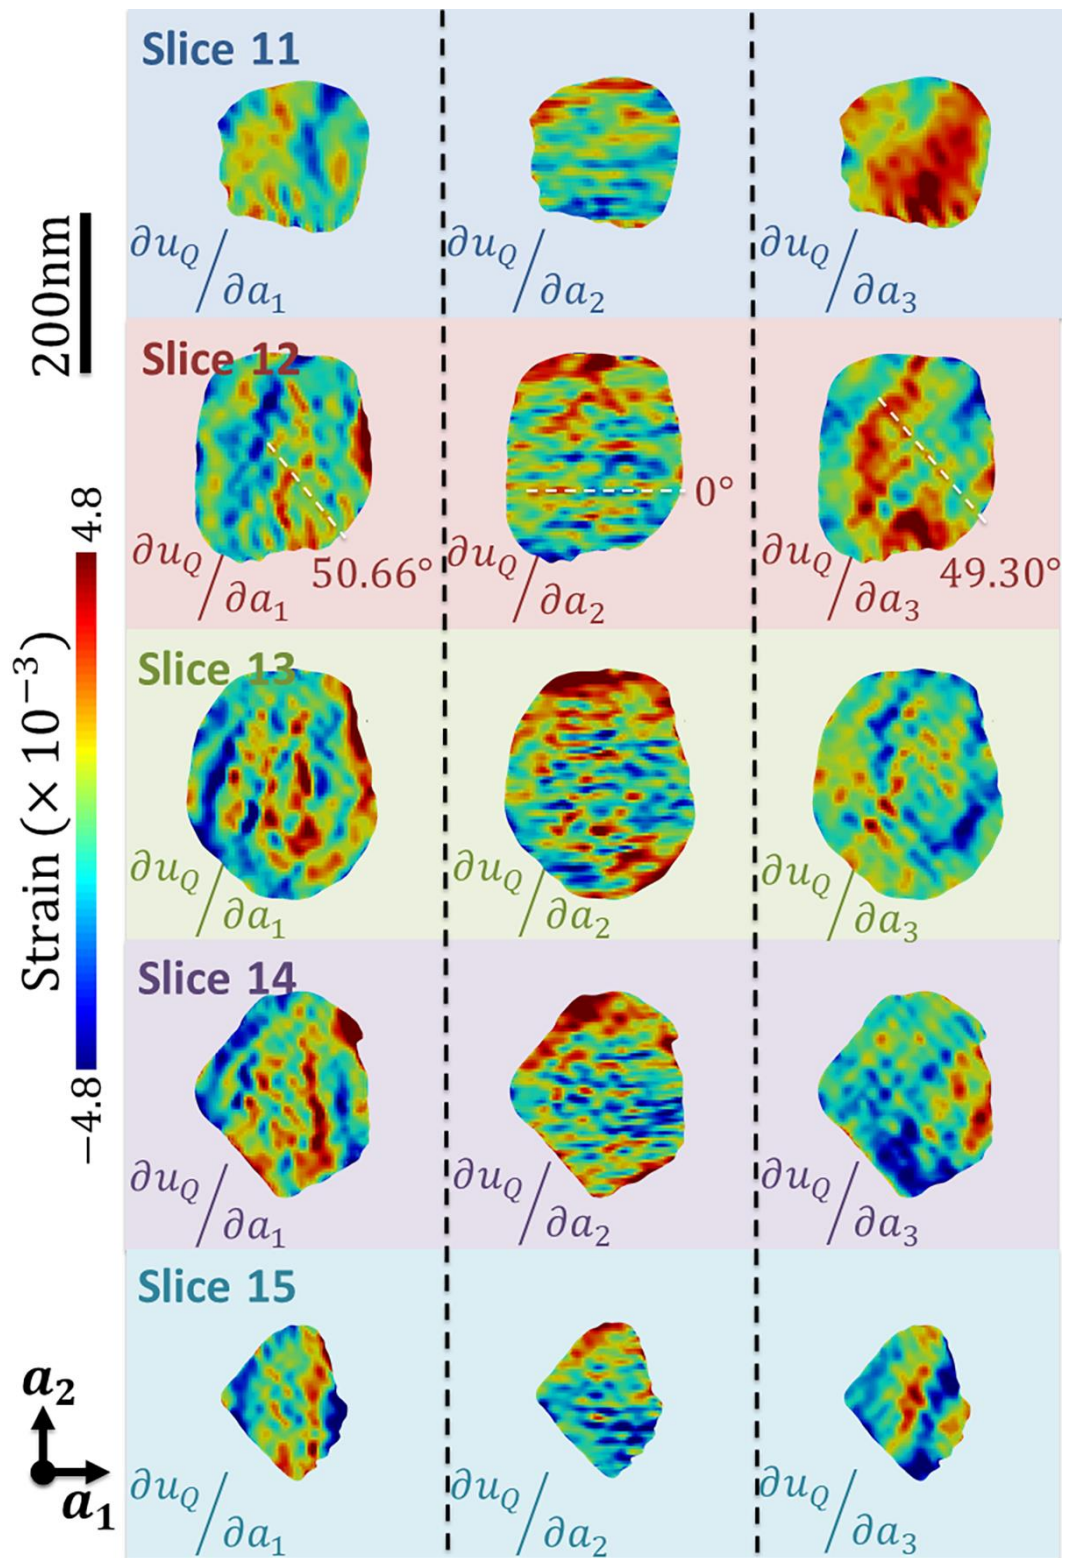 Slice 11
∂u_Q/∂a_1
∂u_Q/∂a_2
∂u_Q/∂a_3
200nm
Slice 12
0°
∂u_Q/∂a_1
50.66°
∂u_Q/∂a_2
∂u_Q/∂a_3
49.30°
4.8
Strain (× 10^{−3})
−4.8
Slice 13
∂u_Q/∂a_1
∂u_Q/∂a_2
∂u_Q/∂a_3
Slice 14
∂u_Q/∂a_1
∂u_Q/∂a_2
∂u_Q/∂a_3
Slice 15
∂u_Q/∂a_1
∂u_Q/∂a_2
∂u_Q/∂a_3
a_2
a_1